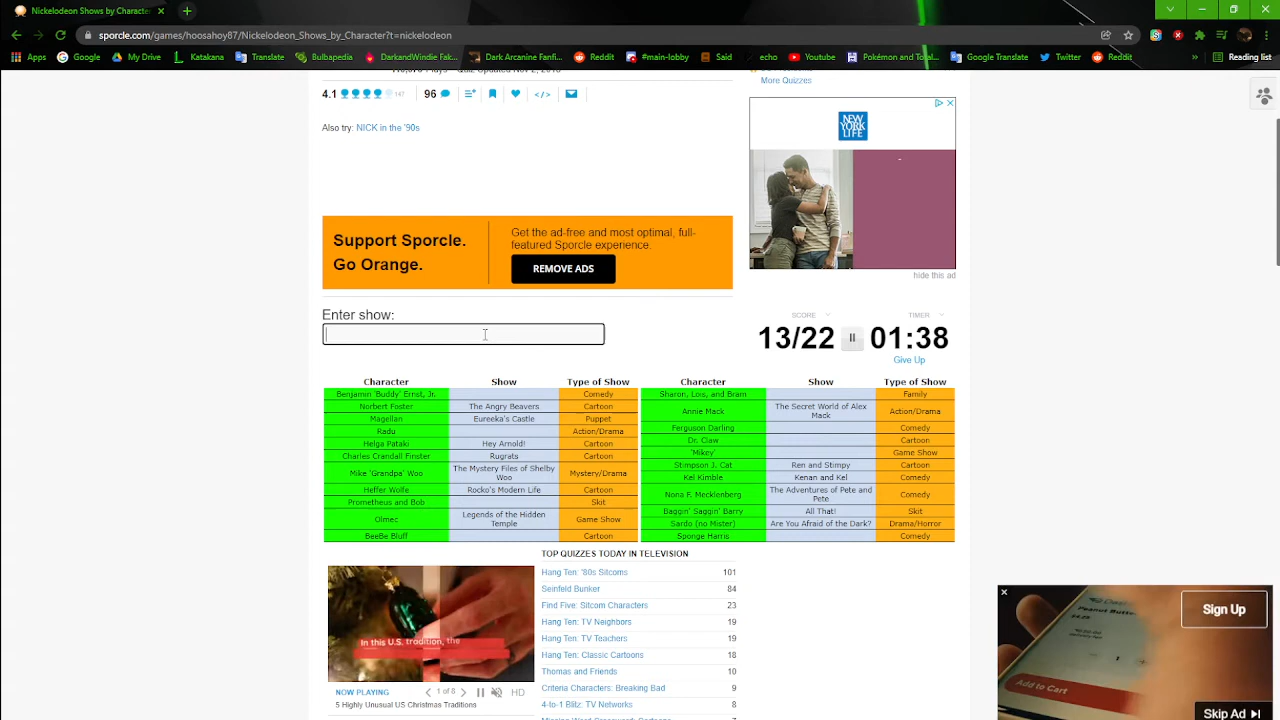 Nickelodeon Shows by Character
sporcle.com/games/hoosahoy87/Nickelodeon_Shows_by_Character/nickelodeon
Apps Google My Drive Katakana Translate Bulbapedia DarkandWindie Fak... Dark Arcanine Fanfi... Reddit #main-lobby Said echo Youtube Pokémon and Total... Google Translate Twitter Reddit » Reading list
More Quizzes
4.1 147 96 </>
Also try: NICK in the '90s
NEW YORK LIFE
Support Sporcle.
Go Orange.
Get the ad-free and most optimal, full-
featured Sporcle experience.
REMOVE ADS
hide this ad
Enter show:
SCORE TIMER
13/22 01:38
Give Up
Character Show Type of Show Character Show Type of Show
Benjamin 'Buddy' Ernst, Jr. Comedy Sharon, Lois, and Bram Family
Norbert Foster The Angry Beavers Cartoon Annie Mack The Secret World of Alex Mack Action/Drama
Magellan Eureeka's Castle Puppet
Radu Action/Drama Ferguson Darling Comedy
Helga Pataki Hey Arnold! Cartoon Dr. Claw Cartoon
Charles Crandall Finster Rugrats Cartoon 'Mikey' Game Show
Mike 'Grandpa' Woo The Mystery Files of Shelby Woo Mystery/Drama Stimpson J. Cat Ren and Stimpy Cartoon
Kel Kimble Kenan and Kel Comedy
Heffer Wolfe Rocko's Modern Life Cartoon Nona F. Mecklenberg The Adventures of Pete and Pete Comedy
Prometheus and Bob Skit
Olmec Legends of the Hidden Temple Game Show Baggin' Saggin' Barry All That! Skit
Sardo (no Mister) Are You Afraid of the Dark? Drama/Horror
BeeBe Bluff Cartoon Sponge Harris Comedy
TOP QUIZZES TODAY IN TELEVISION
Hang Ten: '80s Sitcoms 101
Seinfeld Bunker 84
Find Five: Sitcom Characters 23
Hang Ten: TV Neighbors 19
Hang Ten: TV Teachers 19
Hang Ten: Classic Cartoons 18
Thomas and Friends 10
Criteria Characters: Breaking Bad 9
4-to-1 Blitz: TV Networks 8
In this U.S. tradition, the
NOW PLAYING 1 of 8 HD
5 Highly Unusual US Christmas Traditions
Peanut Butter
Sign Up
Add to Cart
Skip Ad